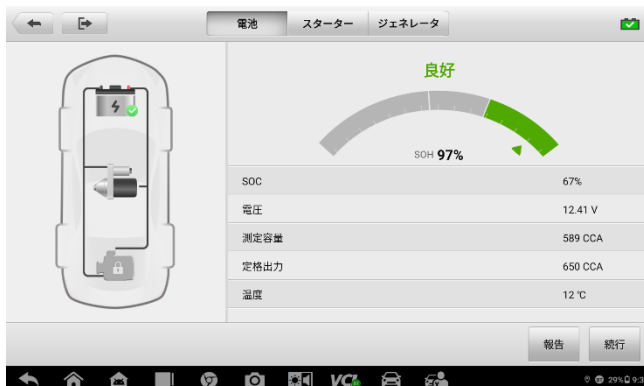 電池 スターター ジェネレータ
良好
SOH 97%
SOC 67%
電圧 12.41 V
測定容量 589 CCA
定格出力 650 CCA
温度 12 ℃
報告 続行
VCI 29%